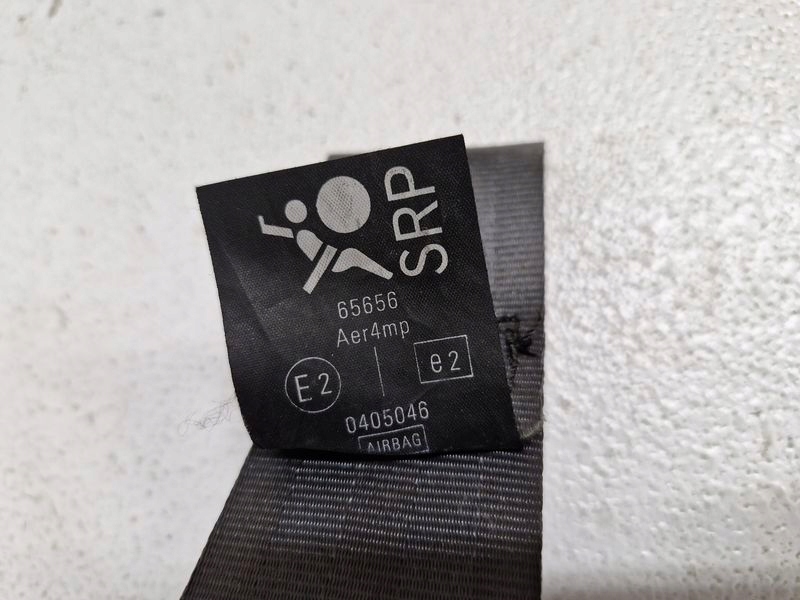 SRP
65656
Aer4mp
E2
e2
0405046
AIRBAG